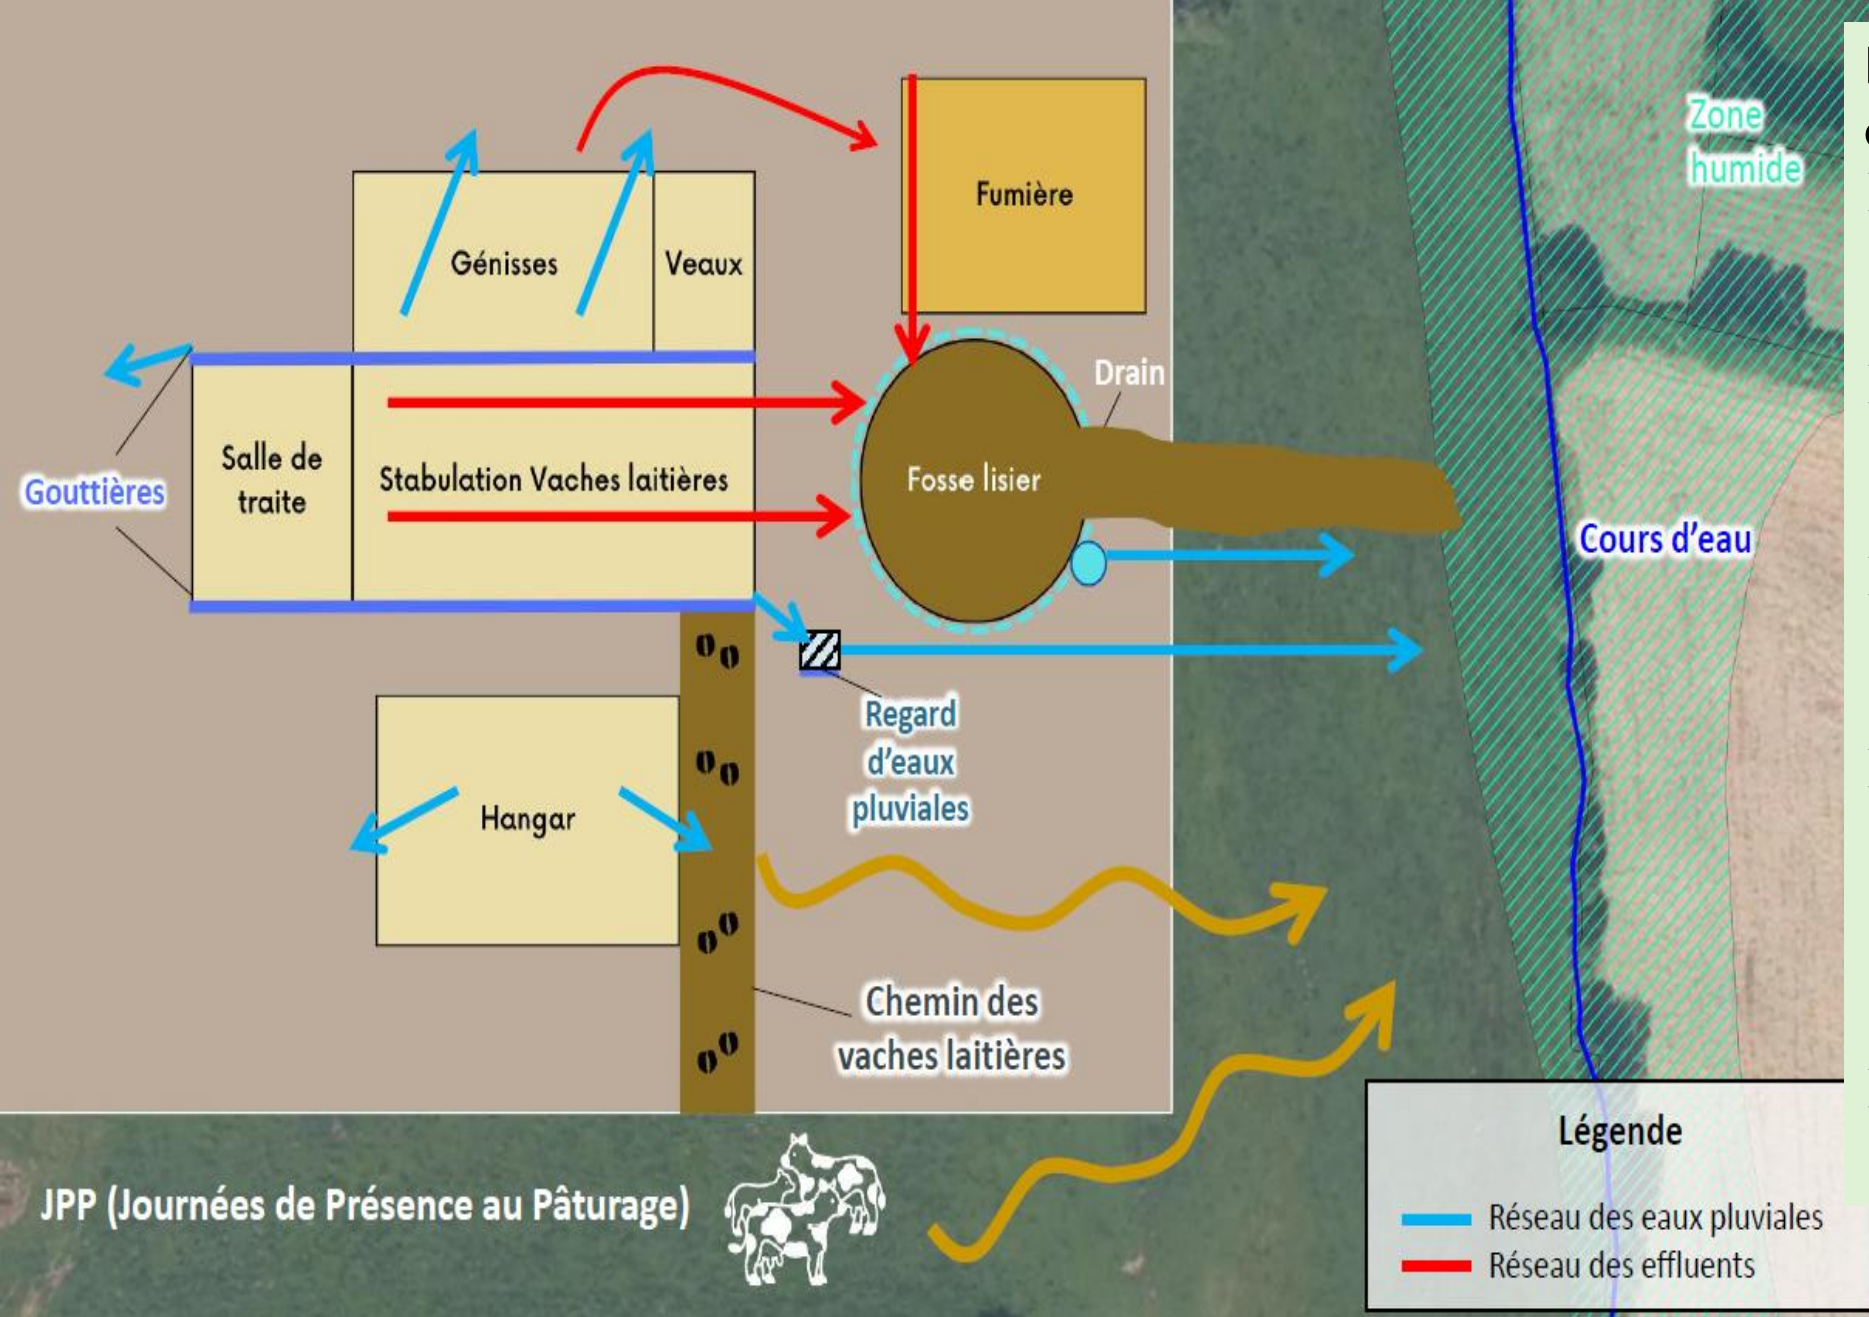 Zone
humide
Fumière
Génisses
Veaux
Drain
Salle de
traite
Stabulation Vaches laitières
Fosse lisier
Gouttières
Cours d'eau
Regard
d'eaux
pluviales
Hangar
Chemin des
vaches laitières
JPP (Journées de Présence au Pâturage)
Légende
Réseau des eaux pluviales
Réseau des effluents